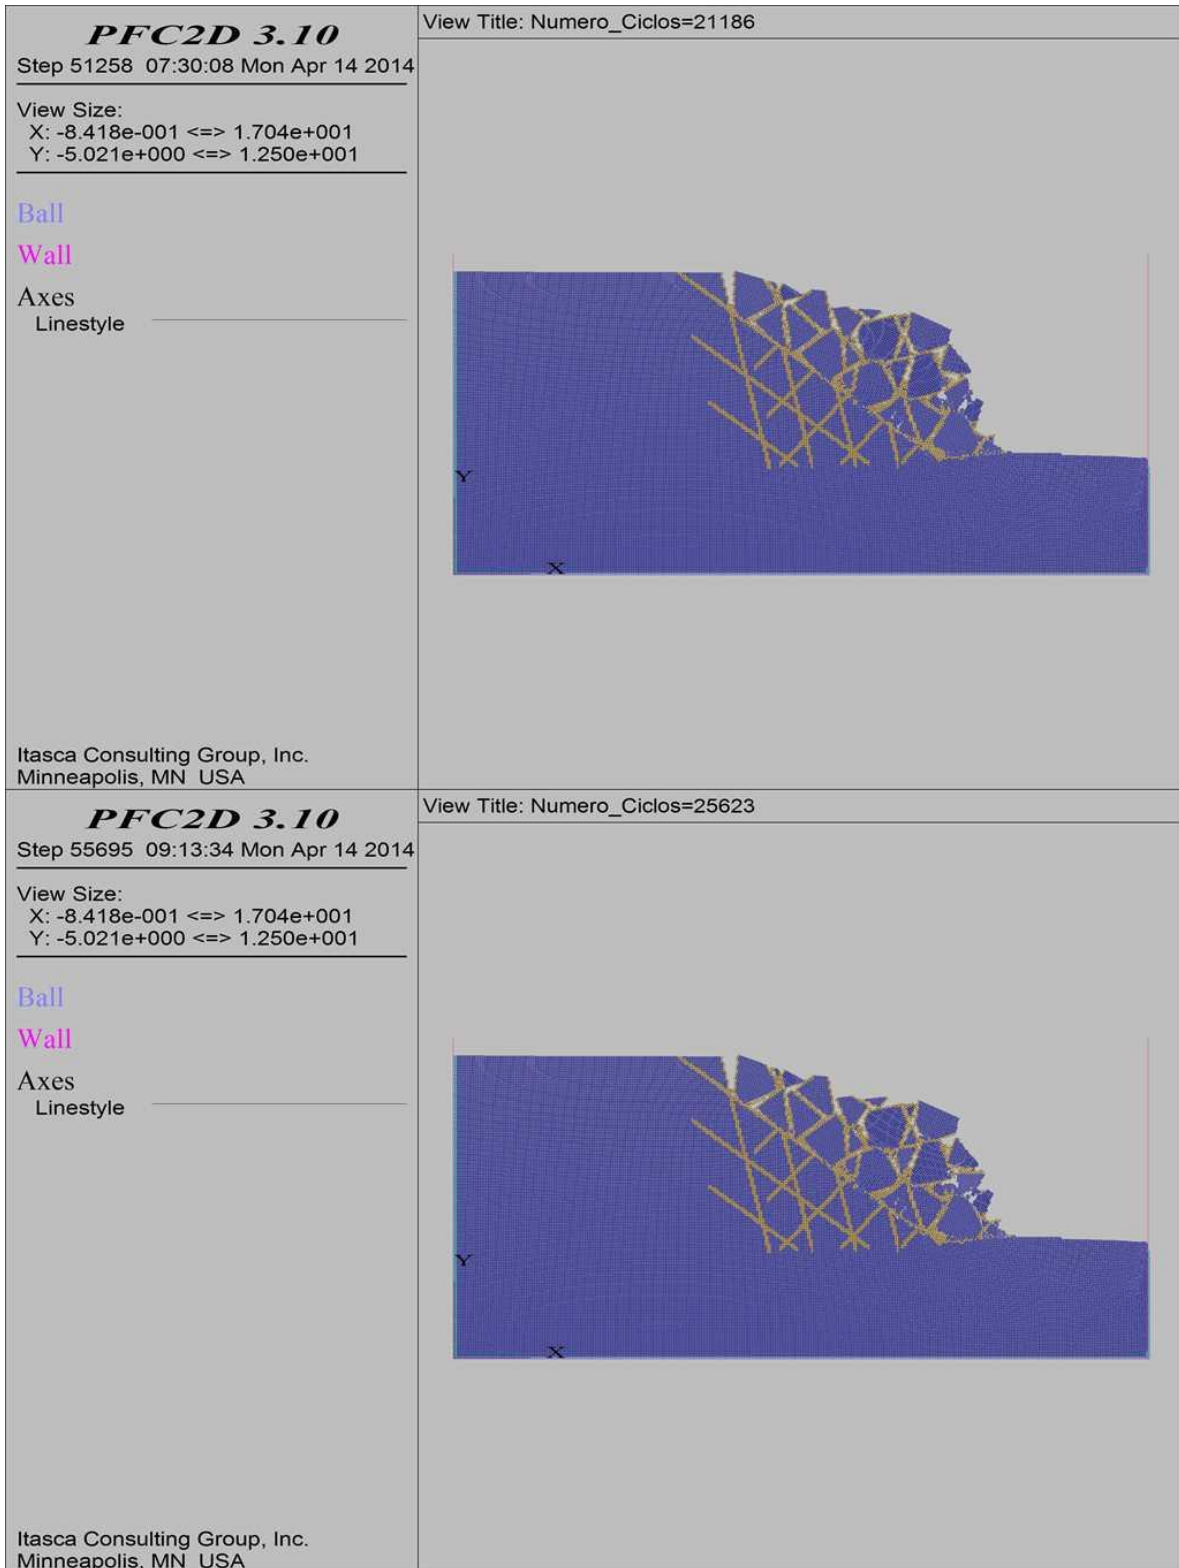 PFC2D 3.10
Step 51258 07:30:08 Mon Apr 14 2014
View Size:
X: -8.418e-001 <=> 1.704e+001
Y: -5.021e+000 <=> 1.250e+001
Ball
Wall
Axes
Linestyle
Itasca Consulting Group, Inc.
Minneapolis, MN USA
View Title: Numero_Ciclos=21186
Y
X
PFC2D 3.10
Step 55695 09:13:34 Mon Apr 14 2014
View Size:
X: -8.418e-001 <=> 1.704e+001
Y: -5.021e+000 <=> 1.250e+001
Ball
Wall
Axes
Linestyle
Itasca Consulting Group, Inc.
Minneapolis, MN USA
View Title: Numero_Ciclos=25623
Y
X